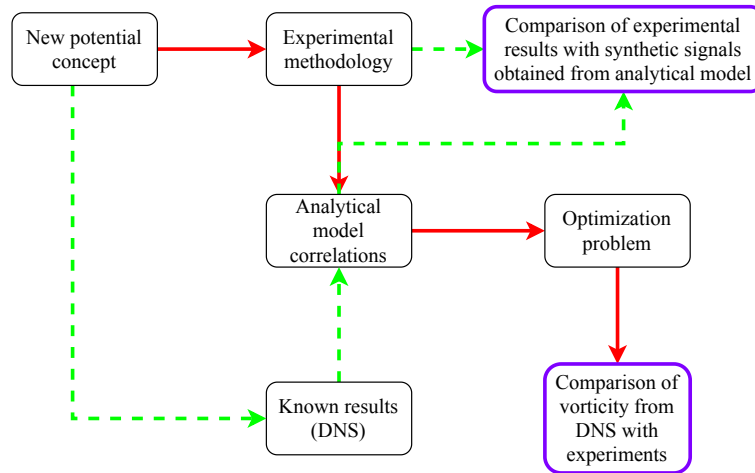 New potential
concept
Experimental
methodology
Comparison of experimental
results with synthetic signals
obtained from analytical model
Analytical
model
correlations
Optimization
problem
Known results
(DNS)
Comparison of
vorticity from
DNS with
experiments